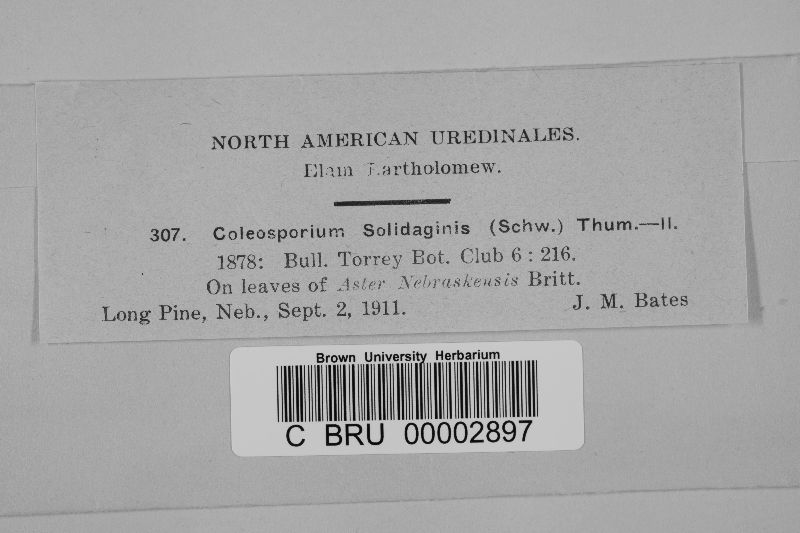 NORTH AMERICAN UREDINALES.
Elam Bartholomew.
307. Coleosporium Solidaginis (Schw.) Thum.—II.
1878: Bull. Torrey Bot. Club 6 : 216.
On leaves of Aster Nebraskensis Britt.
Long Pine, Neb., Sept. 2, 1911. J. M. Bates
Brown University Herbarium
C BRU 00002897